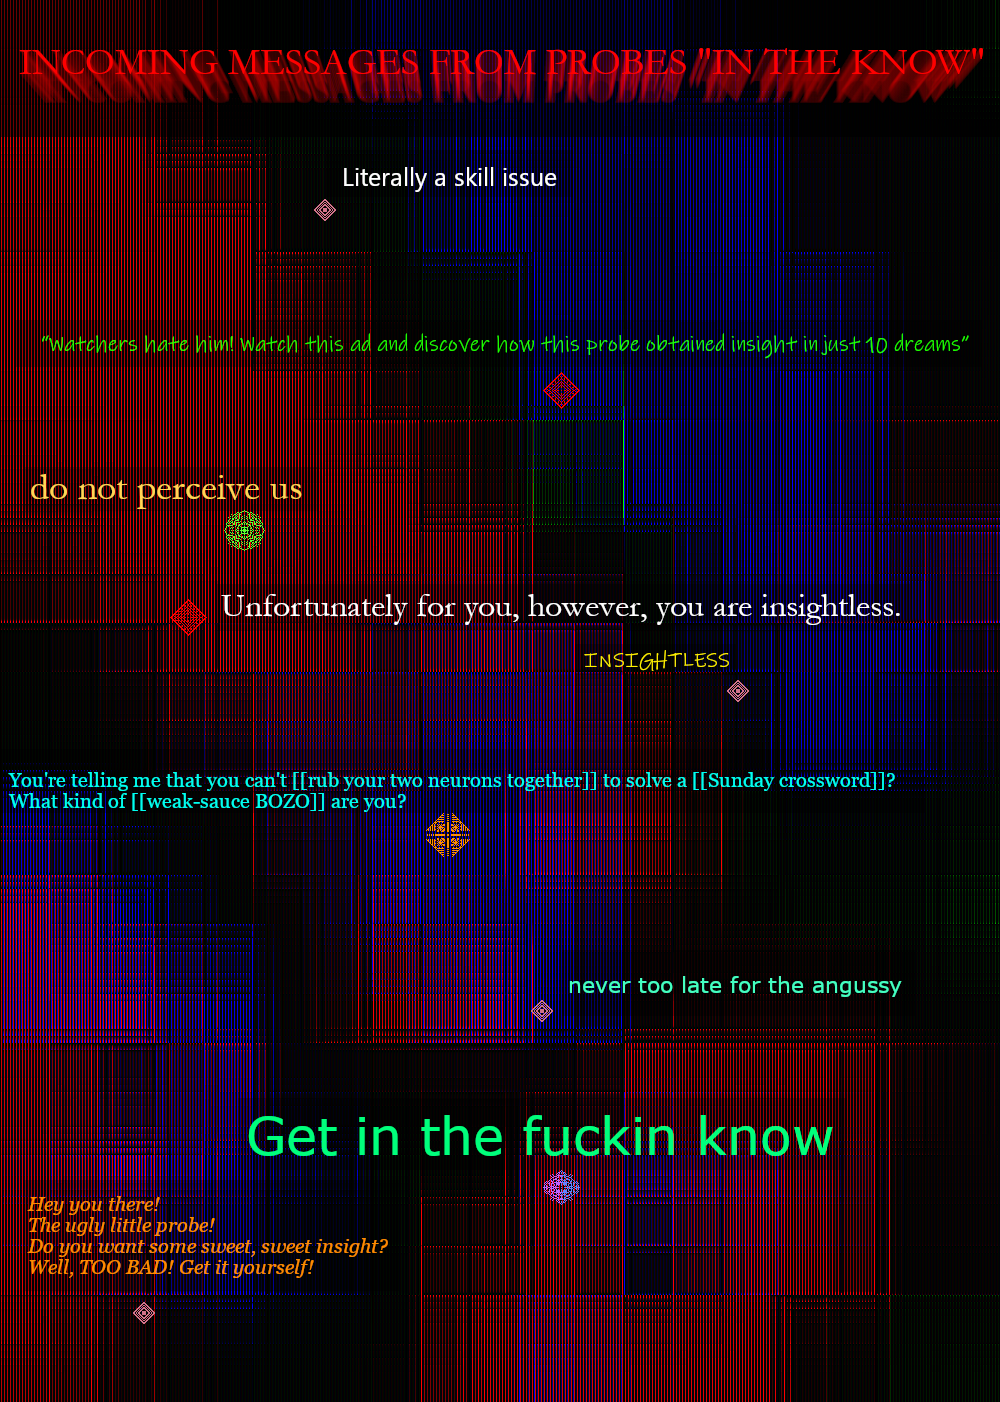 INCOMING MESSAGES FROM PROBES "IN THE KNOW"
Literally a skill issue
“Watchers hate him! Watch this ad and discover how this probe obtained insight in just 10 dreams”
do not perceive us
Unfortunately for you, however, you are insightless.
INSIGHTLESS
You're telling me that you can't [[rub your two neurons together]] to solve a [[Sunday crossword]]?
What kind of [[weak-sauce BOZO]] are you?
never too late for the angussy
Get in the fuckin know
Hey you there!
The ugly little probe!
Do you want some sweet, sweet insight?
Well, TOO BAD! Get it yourself!